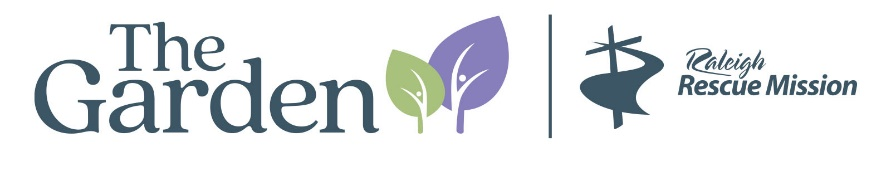 The
Garden
Raleigh
Rescue Mission